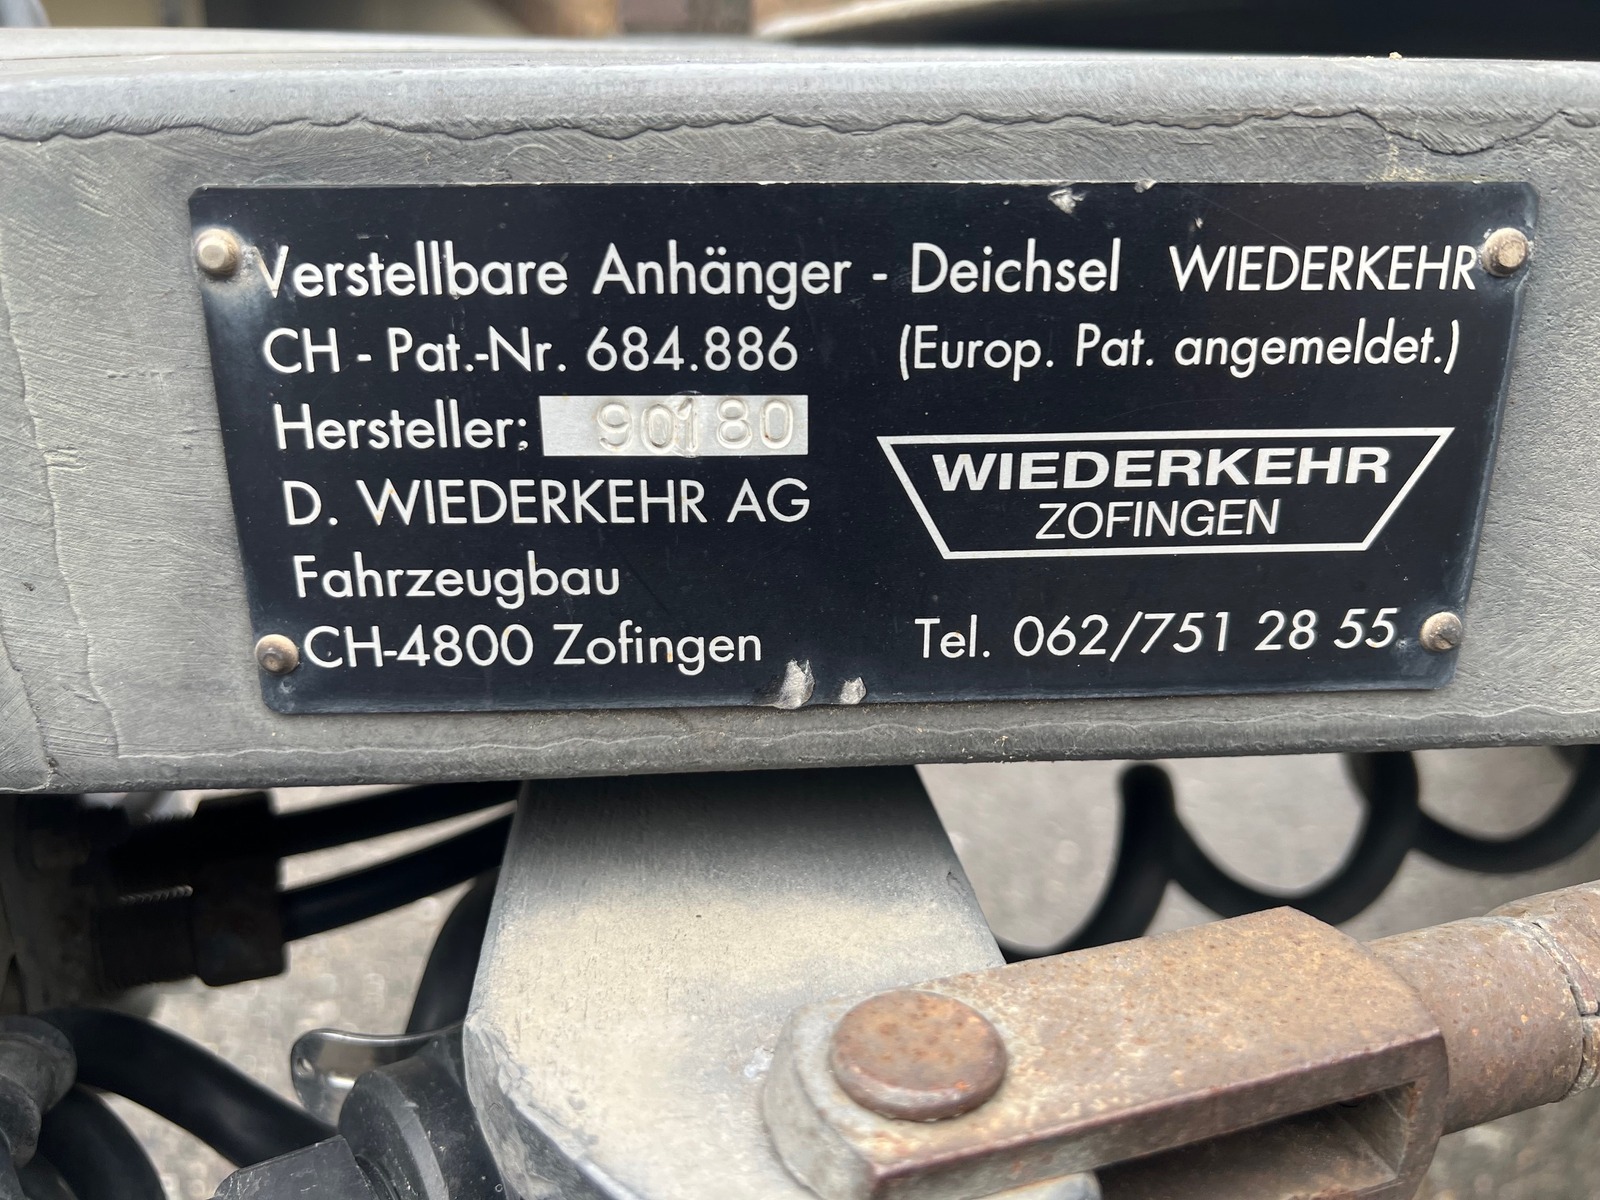 Verstellbare Anhänger - Deichsel WIEDERKEHR
CH - Pat.-Nr. 684.886 (Europ. Pat. angemeldet.)
Hersteller: 90180
D. WIEDERKEHR AG
Fahrzeugbau
CH-4800 Zofingen
WIEDERKEHR
ZOFINGEN
Tel. 062/751 28 55